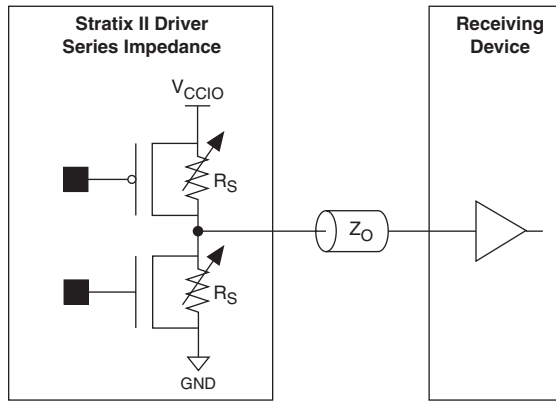 Stratix II Driver
Series Impedance
Receiving
Device
VCCIO
RS
ZO
RS
GND